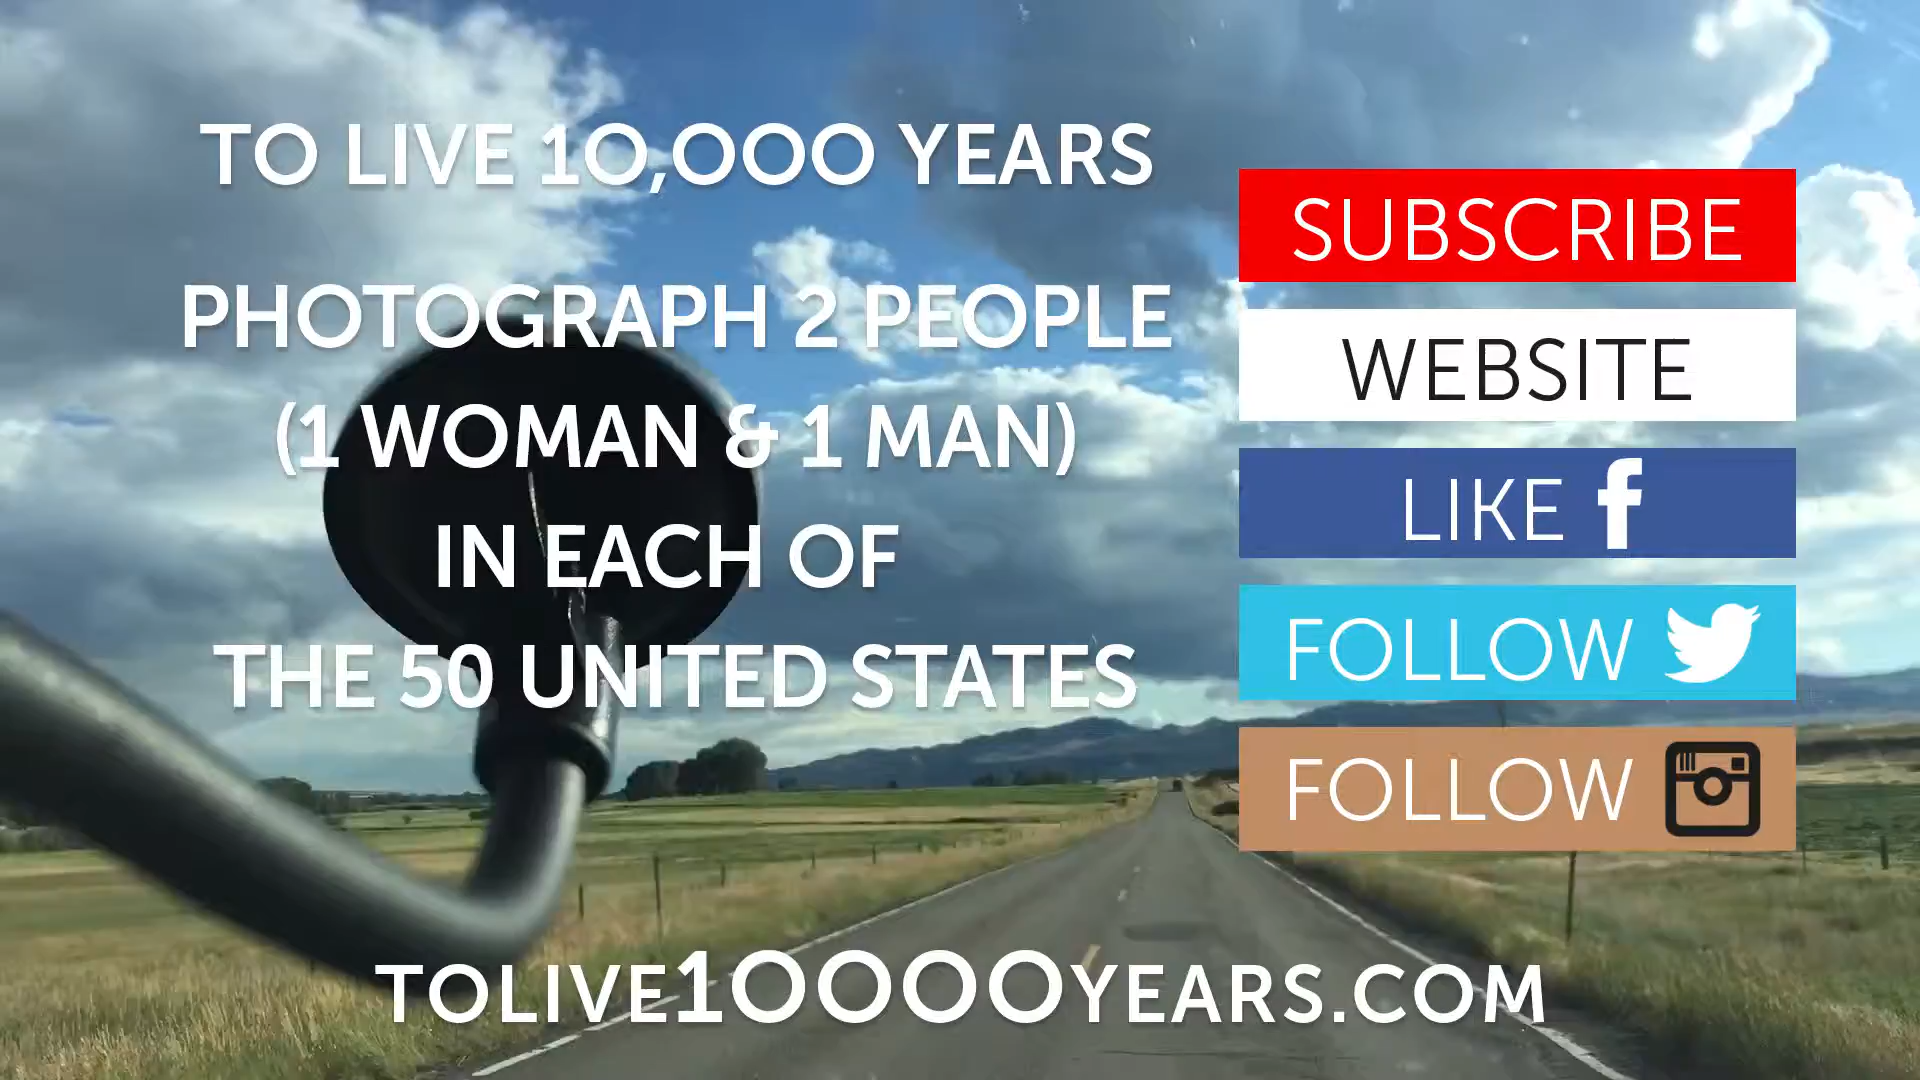 TO LIVE 10,000 YEARS
PHOTOGRAPH 2 PEOPLE
(1 WOMAN & 1 MAN)
IN EACH OF
THE 50 UNITED STATES
SUBSCRIBE
WEBSITE
LIKE f
FOLLOW
FOLLOW
TOLIVE10000YEARS.COM